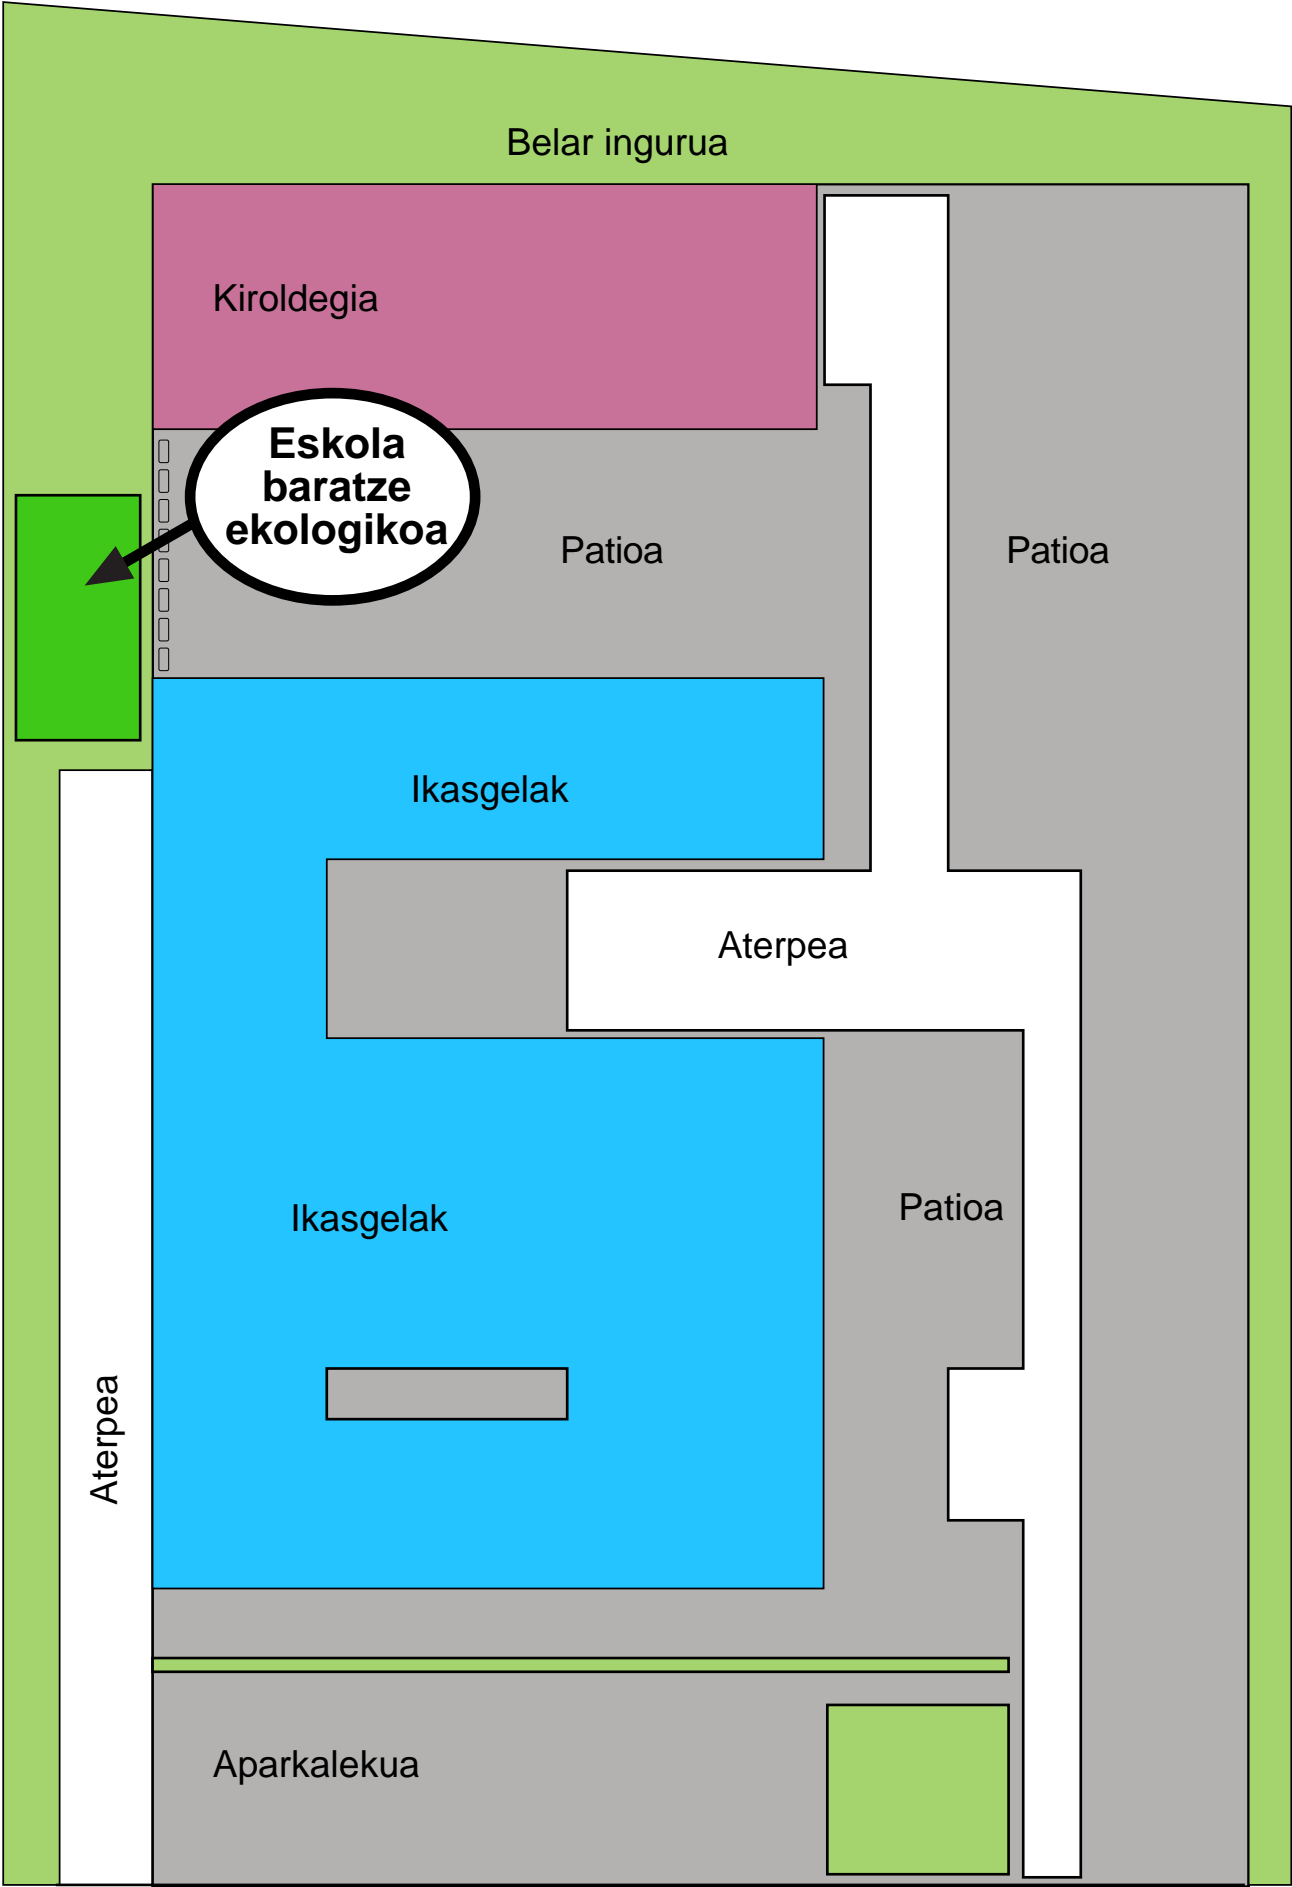 Belar ingurua
Kiroldegia
Eskola
baratze
ekologikoa
Patioa
Patioa
Ikasgelak
Aterpea
Ikasgelak
Patioa
Aterpea
Aparkalekua